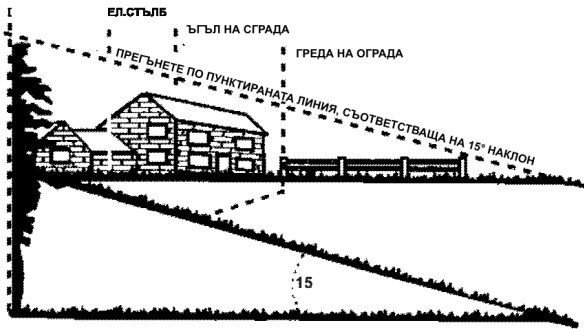 ЕЛ.СТЪЛБ
ЪГЪЛ НА СГРАДА
ГРЕДА НА ОГРАДА
ПРЕГЪНЕТЕ ПО ПУНКТИРАНАТА ЛИНИЯ, СЪОТВЕТСТВАЩА НА 15° НАКЛОН
15